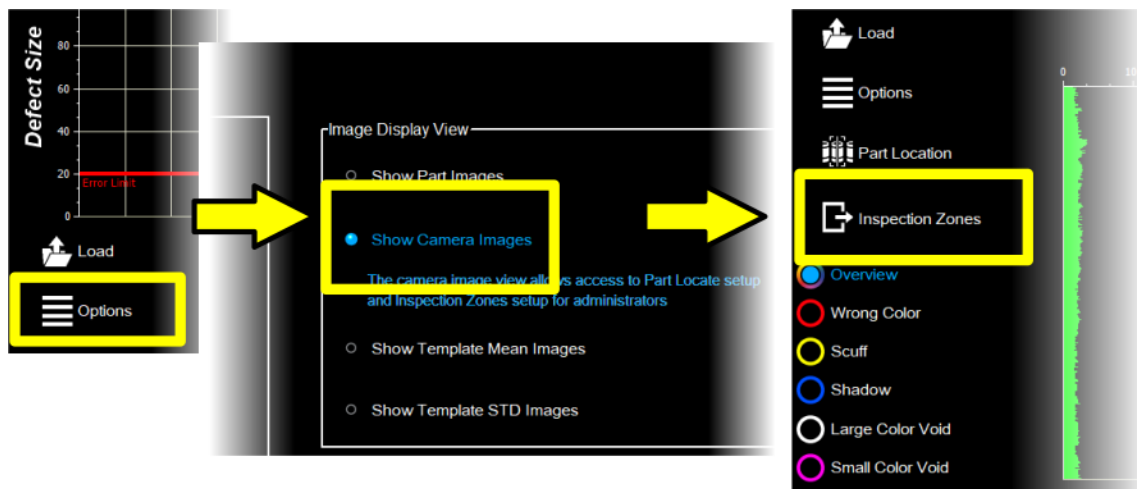 Defect Size
80
60
40
20
Error Limit
0
Load
Options
Image Display View
Show Part Images
Show Camera Images
The camera image view allows access to Part Locate setup
and Inspection Zones setup for administrators
Show Template Mean Images
Show Template STD Images
Load
Options
Part Location
Inspection Zones
Overview
Wrong Color
Scuff
Shadow
Large Color Void
Small Color Void
0
10